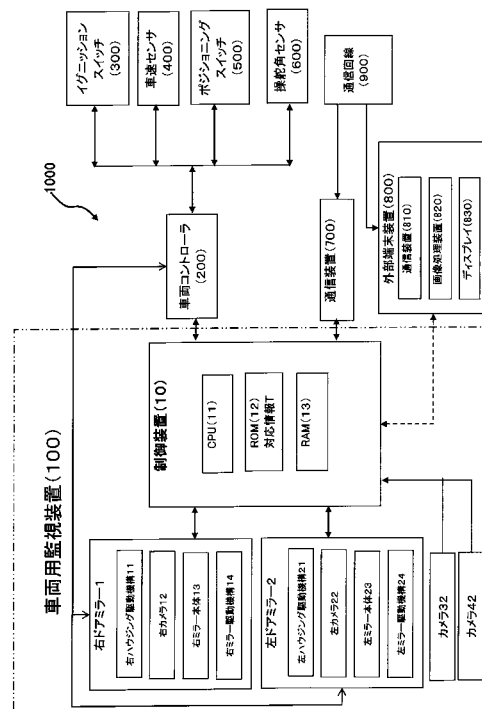 1000
車両用監視装置(100)
右ドアミラー1
右ハウジング駆動機構11
右カメラ12
右ミラー本体13
右ミラー駆動機構14
左ドアミラー2
左ハウジング駆動機構21
左カメラ22
左ミラー本体23
左ミラー駆動機構24
カメラ32
カメラ42
制御装置(10)
CPU(11)
ROM(12)
対応情報T
RAM(13)
車両コントローラ
(200)
通信装置(700)
イグニッション
スイッチ
(300)
車速センサ
(400)
ポジショニング
スイッチ
(500)
操舵角センサ
(600)
通信回線
(900)
外部端末装置(800)
通信装置(810)
画像処理装置(820)
ディスプレイ(830)